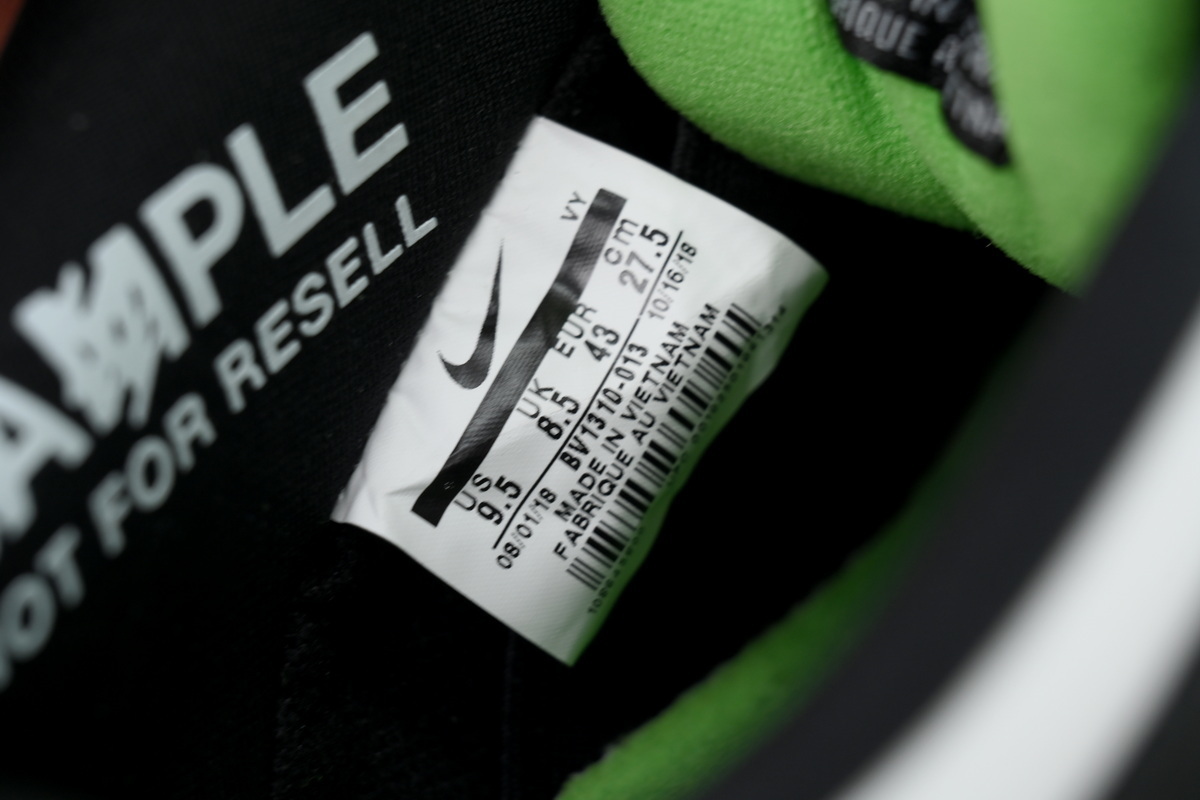 AMPLE
NOT FOR RESELL
VY
US UK EUR cm
9.5 8.5 43 27.5
08/01/18 BV1310-013 10/16/18
MADE IN VIETNAM
FABRIQUE AU VIETNAM